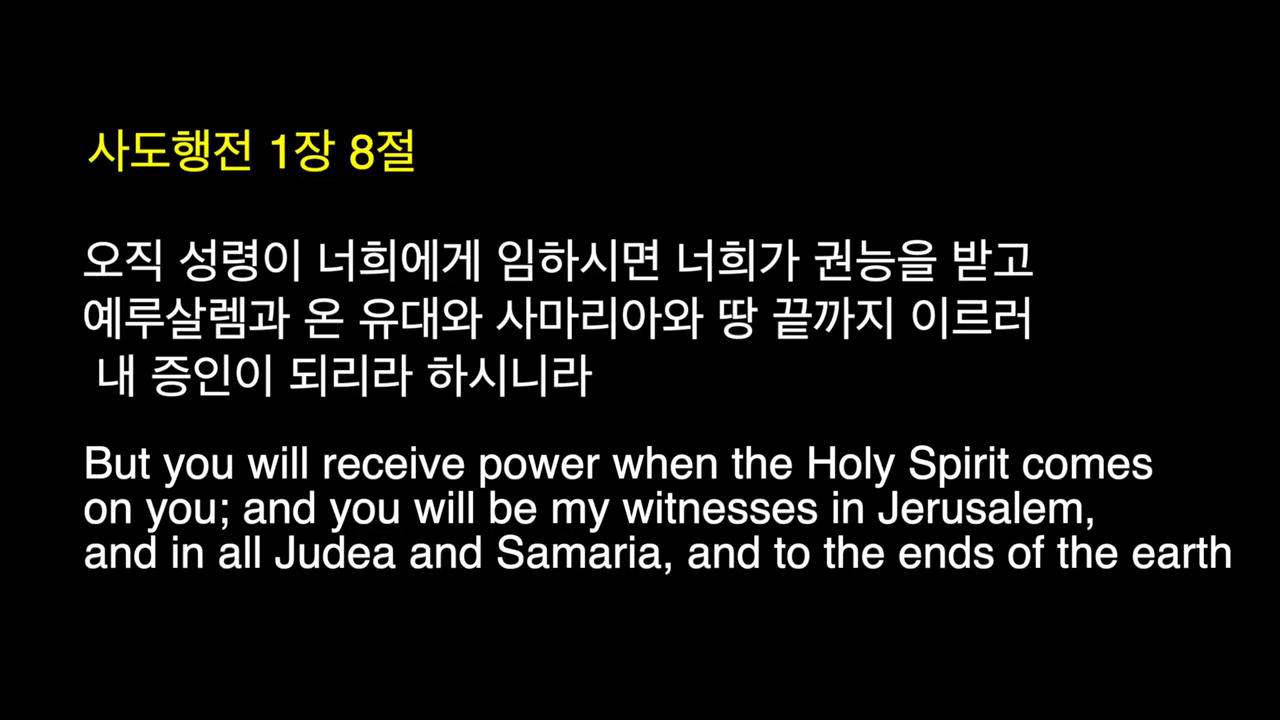 사도행전 1장 8절
오직 성령이 너희에게 임하시면 너희가 권능을 받고
예루살렘과 온 유대와 사마리아와 땅 끝까지 이르러
내 증인이 되리라 하시니라
But you will receive power when the Holy Spirit comes
on you; and you will be my witnesses in Jerusalem,
and in all Judea and Samaria, and to the ends of the earth